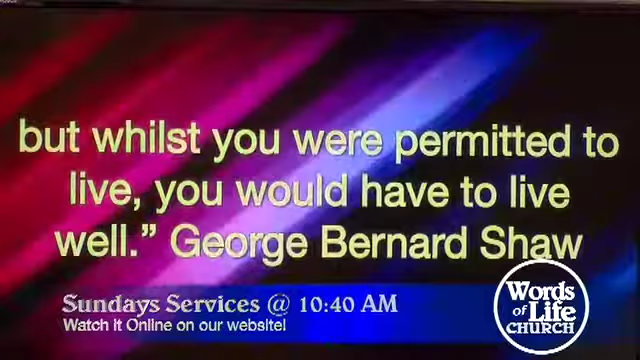 but whilst you were permitted to
live, you would have to live
well.” George Bernard Shaw
Sundays Services @ 10:40 AM
Watch it Online on our website!
Words
of Life
CHURCH